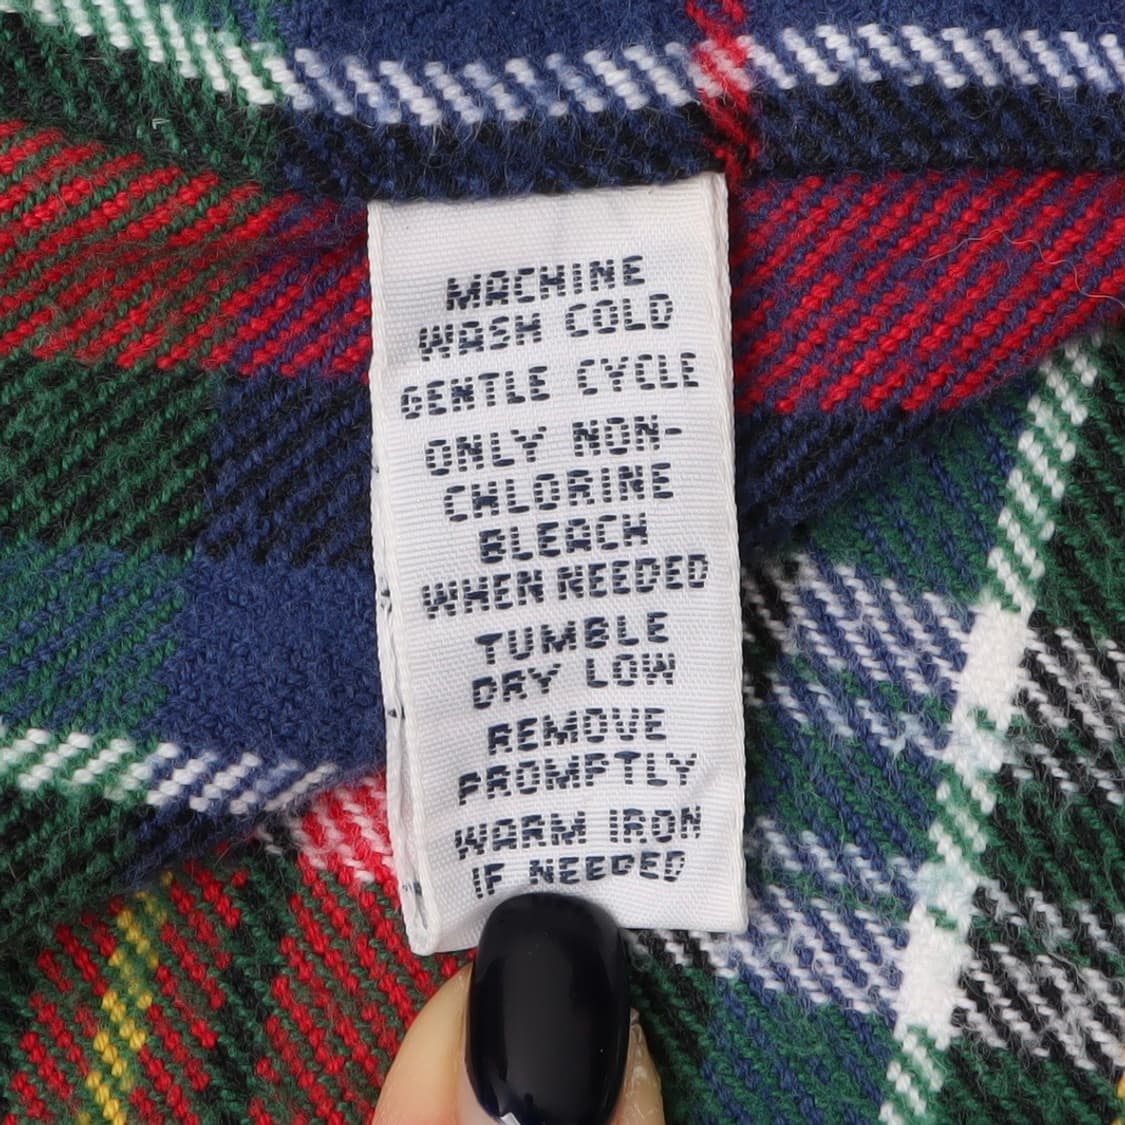 MACHINE
WASH COLD
GENTLE CYCLE
ONLY NON-
CHLORINE
BLEACH
WHEN NEEDED
TUMBLE
DRY LOW
REMOVE
PROMPTLY
WARM IRON
IF NEEDED